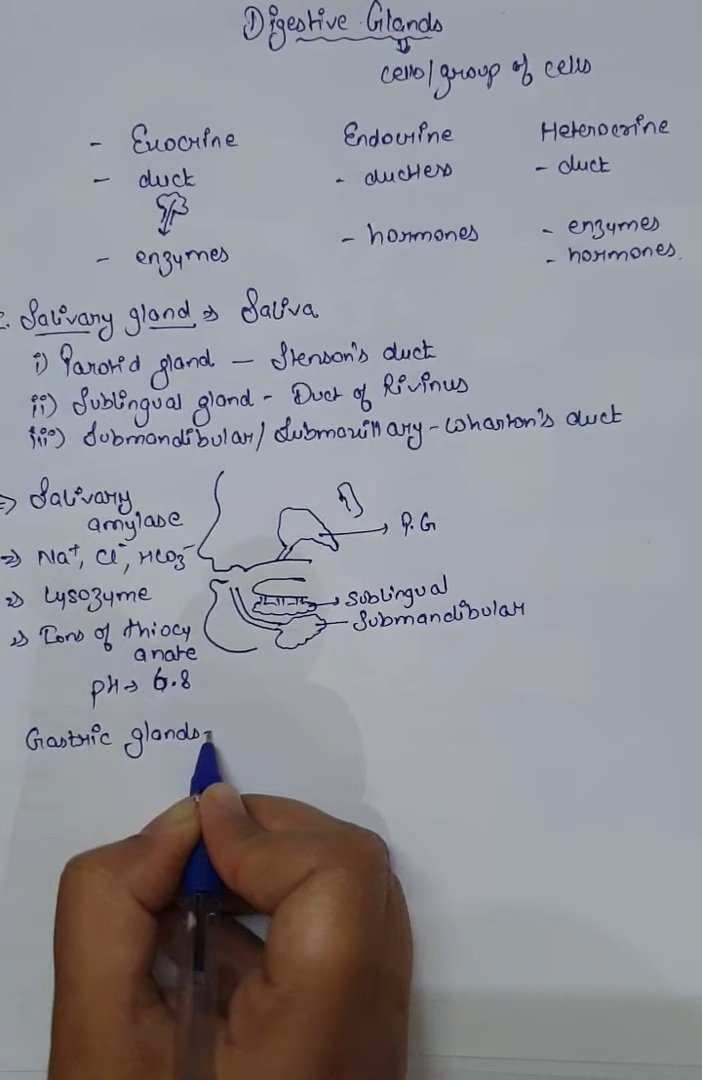 Digestive Glands
cells/group of cells
- Exocrine Endocrine Heterocrine
- duct - ductless - duct
- enzymes - hormones - enzymes
- hormones.
Salivary gland → Saliva
i) Parotid gland — Stenson's duct
ii) Sublingual gland - Duct of Rivinus
iii) Submandibular/Submaxillary - Wharton's duct
⇒ Salivary
amylase
→ P.G
⇒ Na⁺, Cl⁻, HCO₃⁻
⇒ Lysozyme
→ Sublingual
Submandibular
⇒ Ions of thiocy
anate
pH → 6.8
Gastric glands-